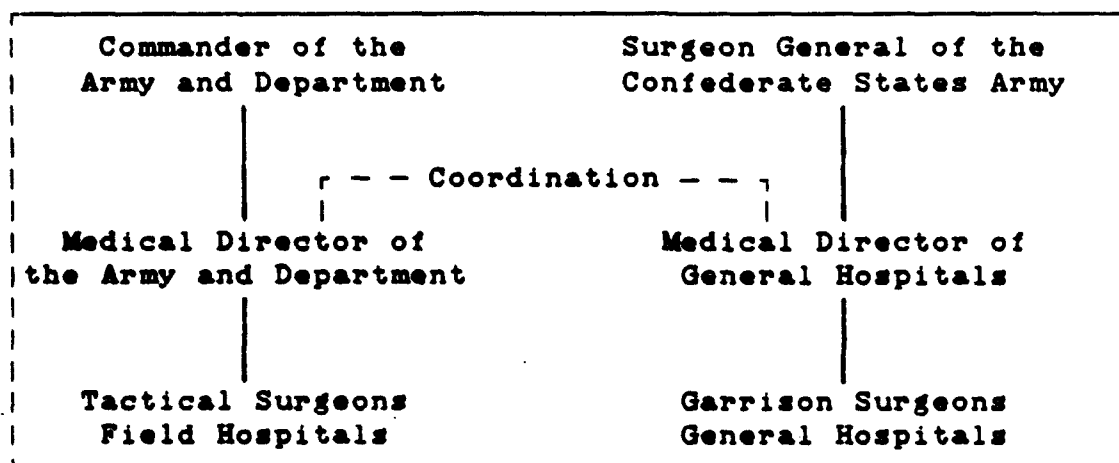 Commander of the
Army and Department
Surgeon General of the
Confederate States Army
Coordination
Medical Director of
the Army and Department
Medical Director of
General Hospitals
Tactical Surgeons
Field Hospitals
Garrison Surgeons
General Hospitals